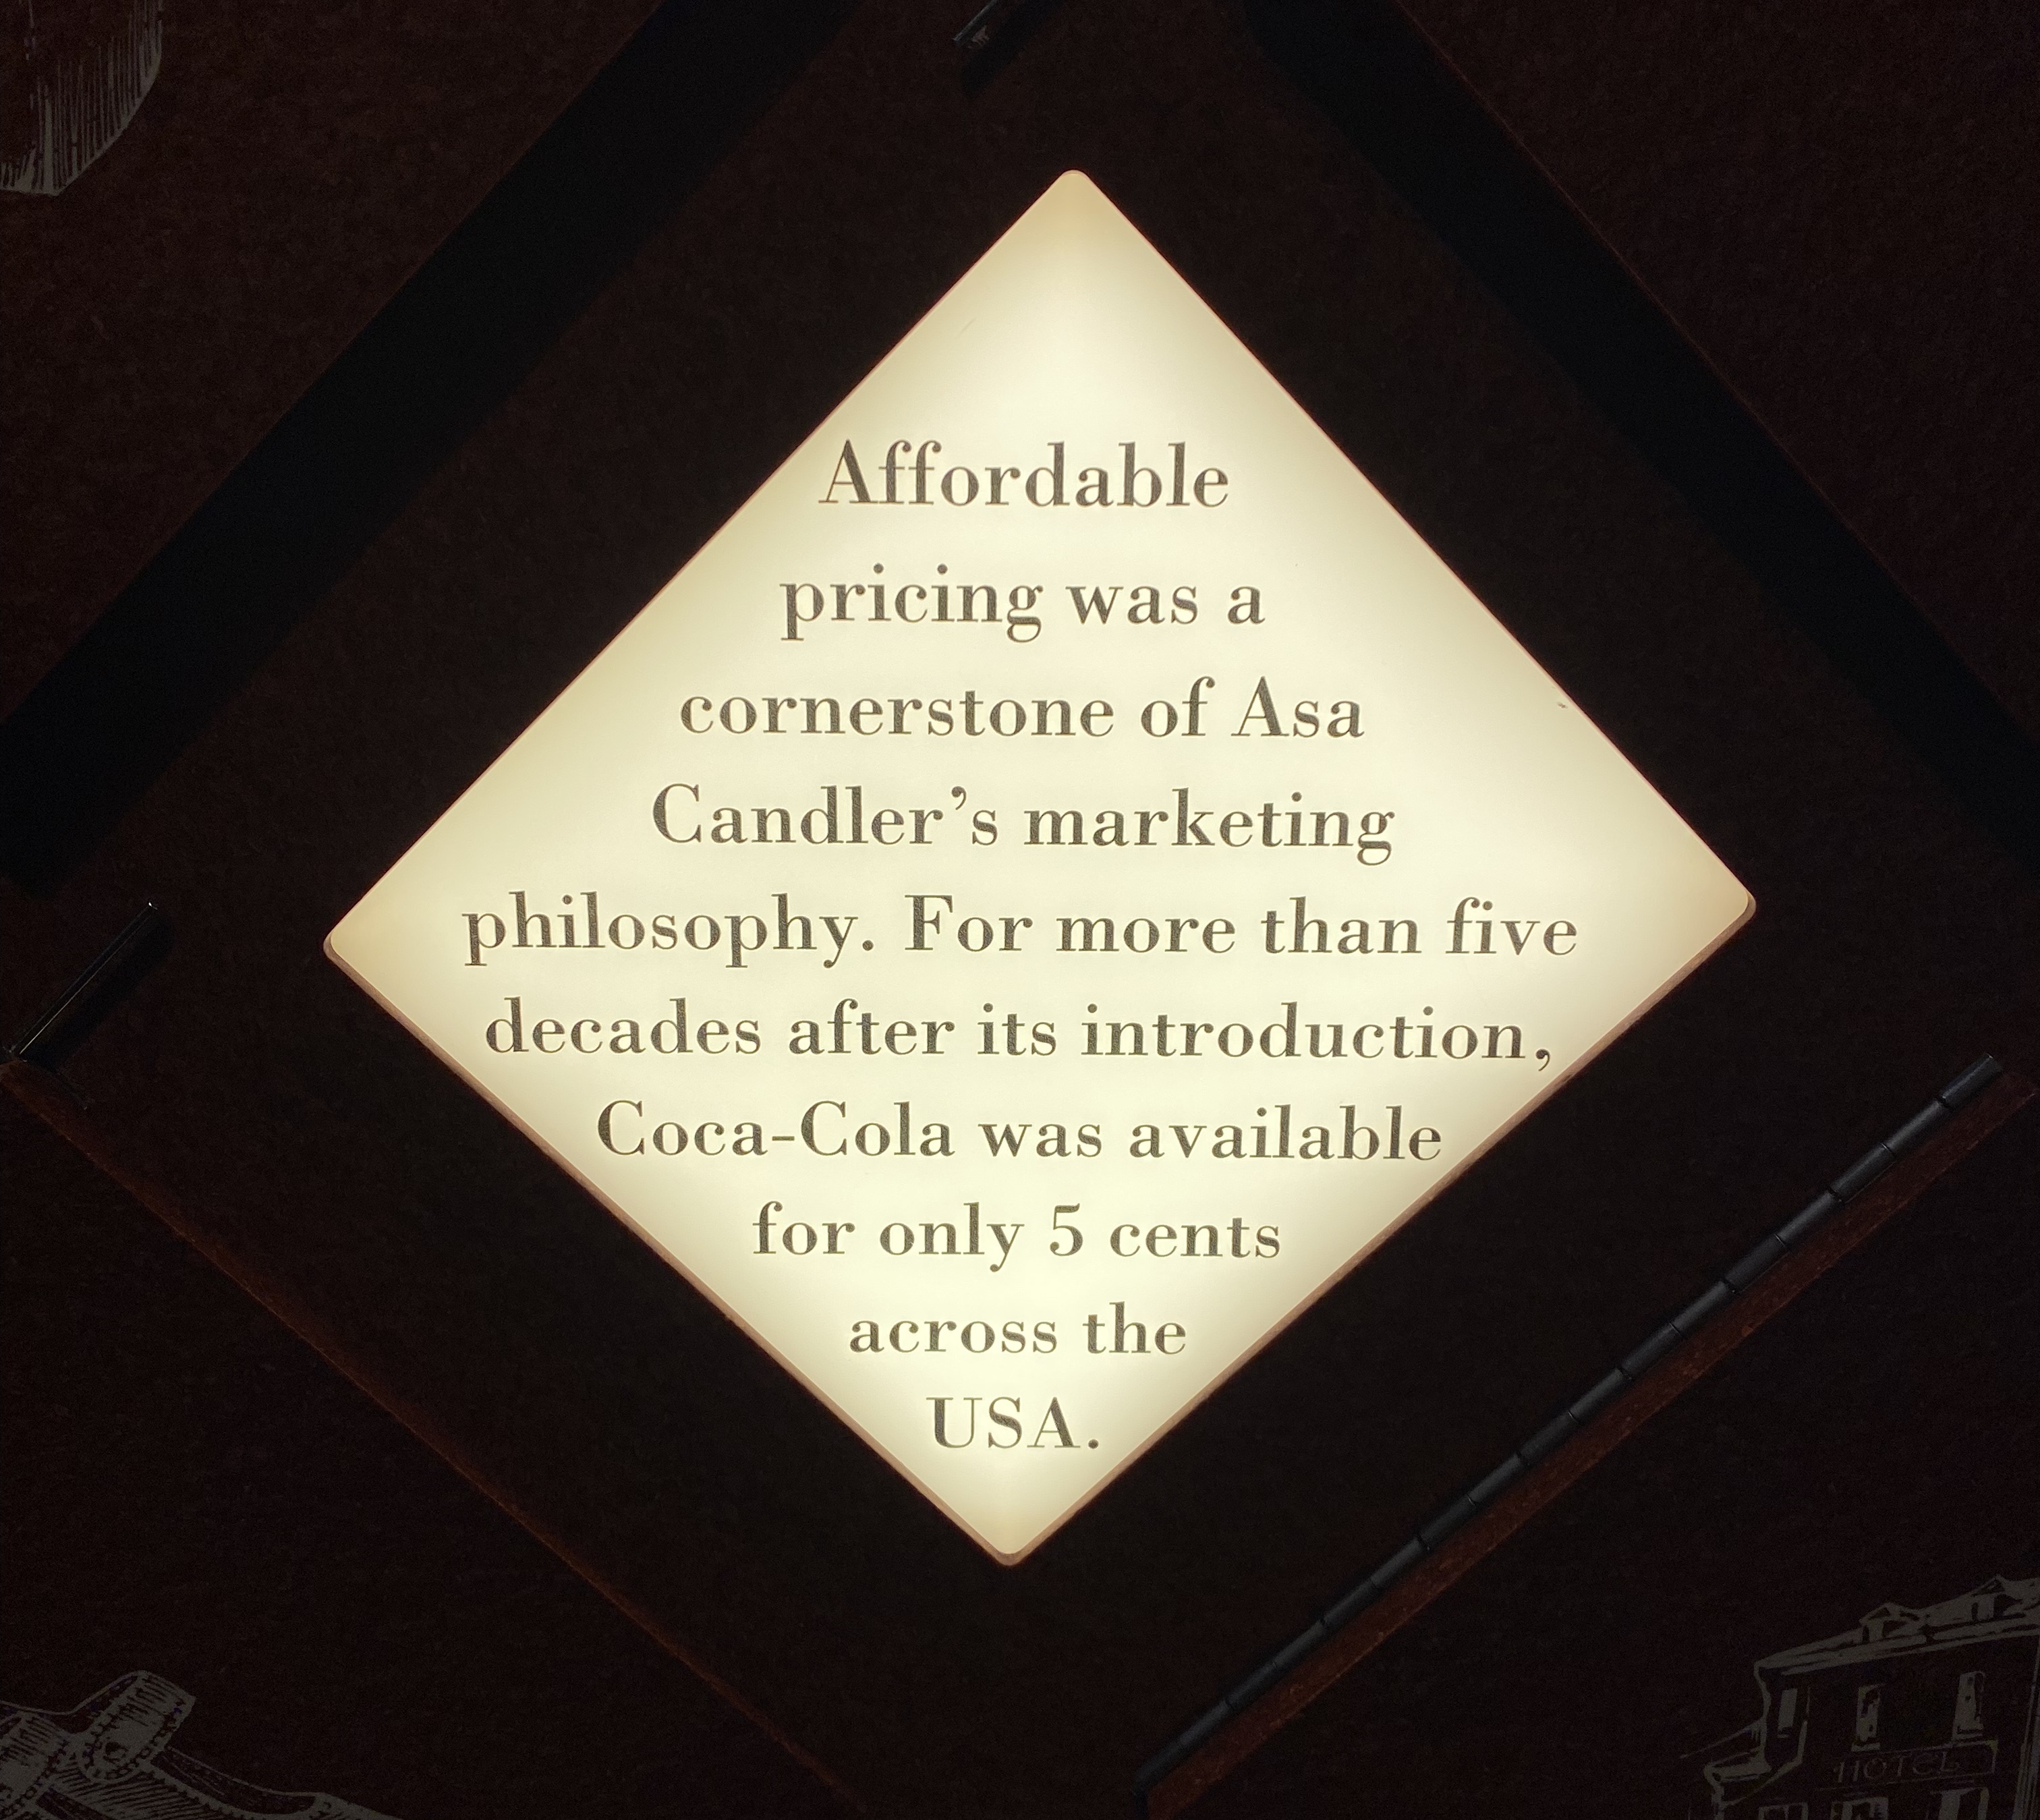 Affordable
pricing was a
cornerstone of Asa
Candler’s marketing
philosophy. For more than five
decades after its introduction,
Coca-Cola was available
for only 5 cents
across the
USA.
HOTEL